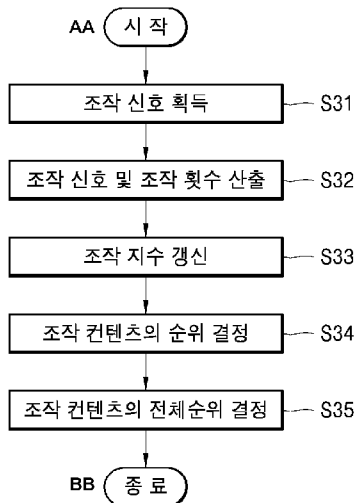 AA 시 작
조작 신호 획득 S31
조작 신호 및 조작 횟수 산출 S32
조작 지수 갱신 S33
조작 컨텐츠의 순위 결정 S34
조작 컨텐츠의 전체순위 결정 S35
BB 종 료